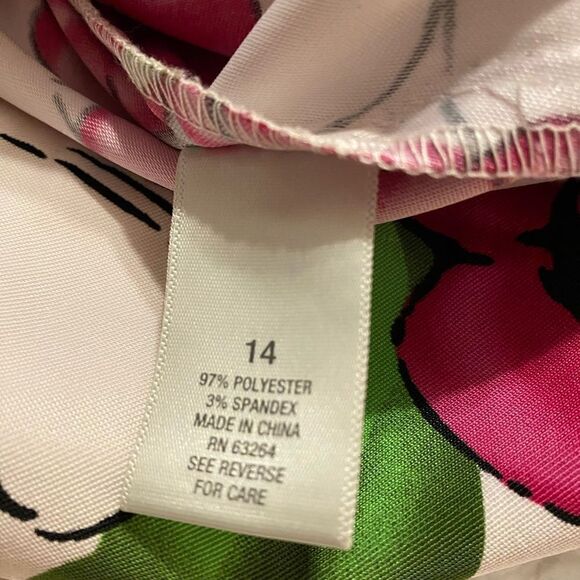 14
97% POLYESTER
3% SPANDEX
MADE IN CHINA
RN 63264
SEE REVERSE
FOR CARE